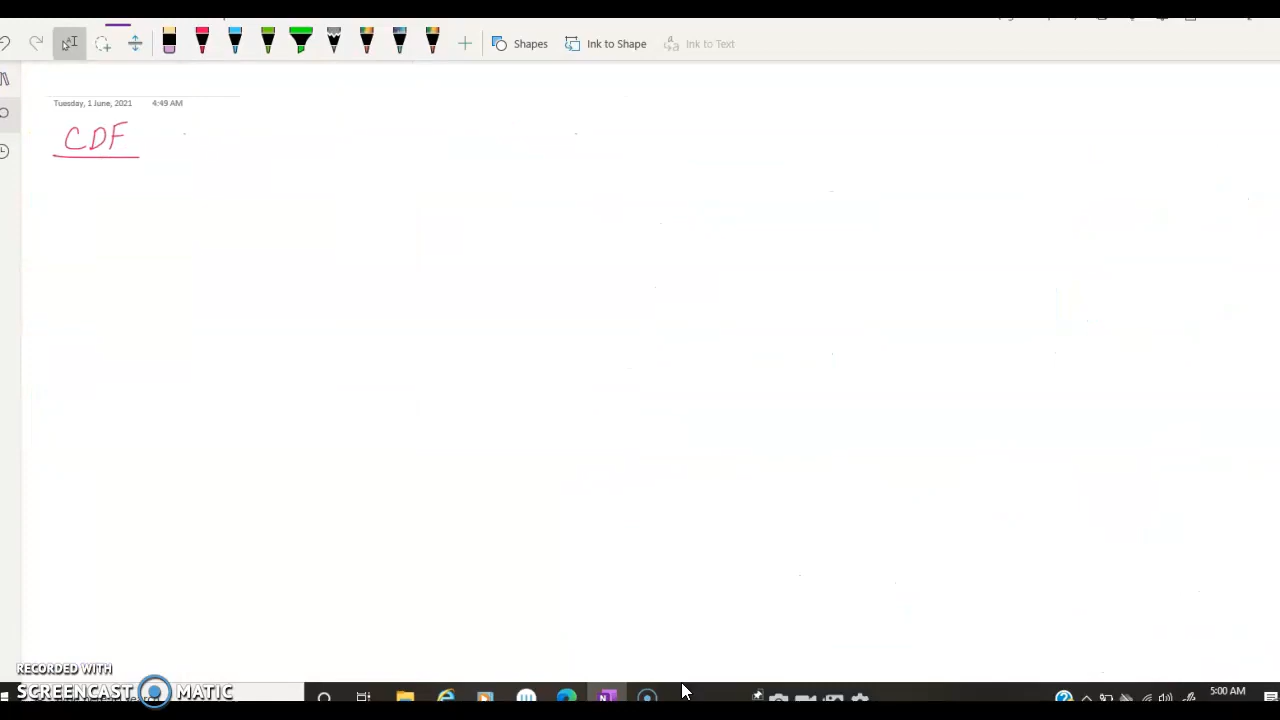 Shapes
Ink to Shape
Ink to Text
Tuesday, 1 June, 2021 4:49 AM
CDF
RECORDED WITH
SCREENCAST MATIC
5:00 AM